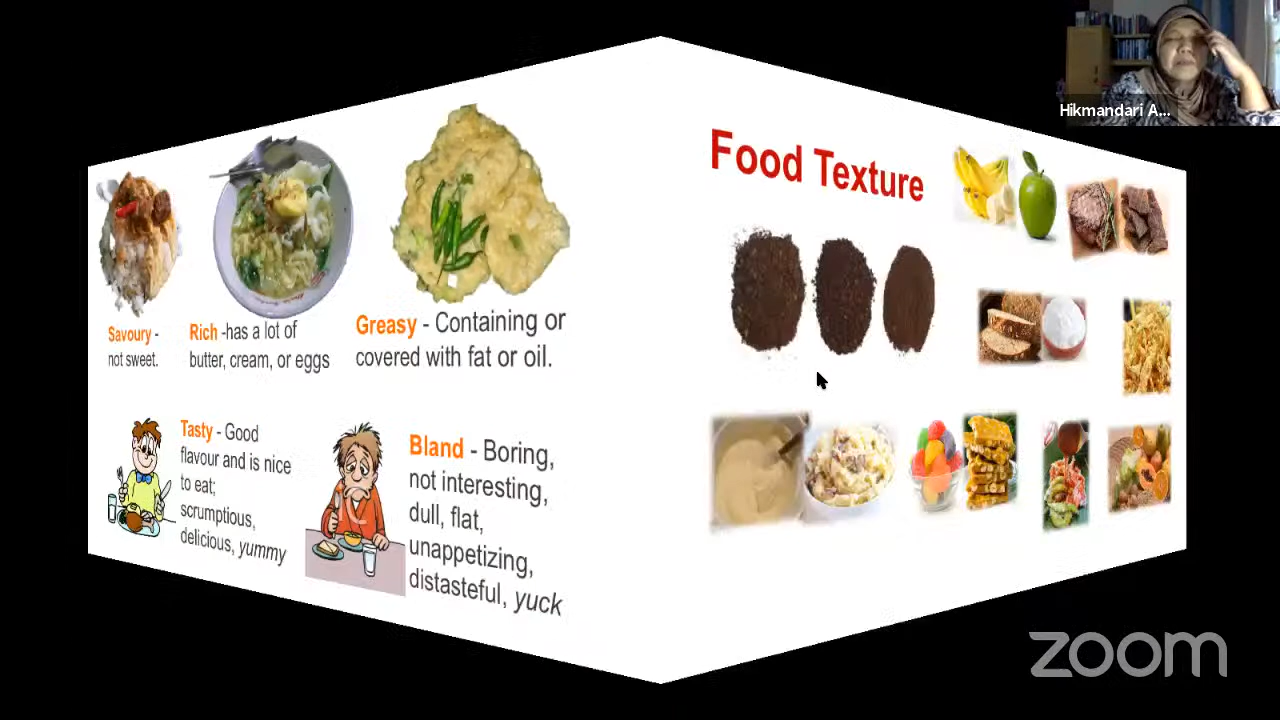 Hikmandari A...
Savoury -
not sweet.
Rich -has a lot of
butter, cream, or eggs
Greasy - Containing or
covered with fat or oil.
Tasty - Good
flavour and is nice
to eat;
scrumptious,
delicious, yummy
Bland - Boring,
not interesting,
dull, flat,
unappetizing,
distasteful, yuck
Food Texture
zoom